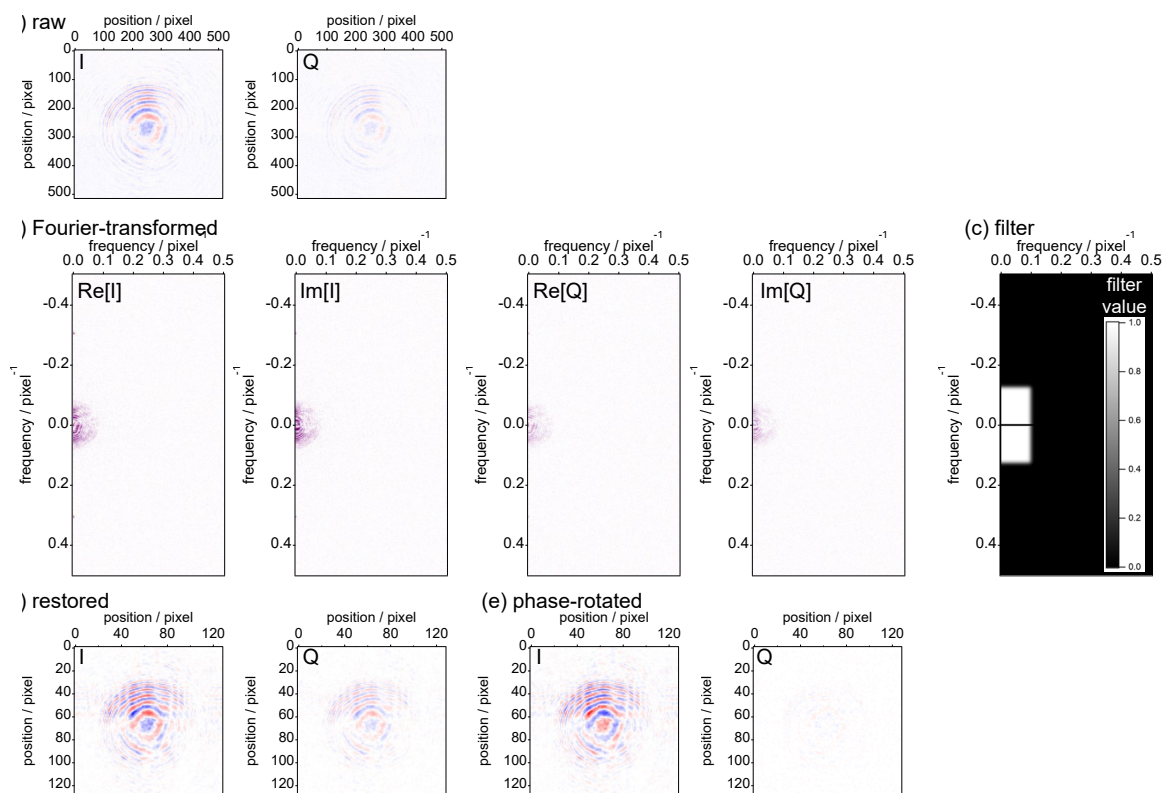 ) raw
position / pixel
position / pixel
0 100 200 300 400 500
0 100 200 300 400 500
I
Q
position / pixel
0
100
200
300
400
500
position / pixel
0
100
200
300
400
500
) Fourier-transformed
(c) filter
frequency / pixel-1
frequency / pixel-1
frequency / pixel-1
frequency / pixel-1
frequency / pixel-1
0.0 0.1 0.2 0.3 0.4 0.5
0.0 0.1 0.2 0.3 0.4 0.5
0.0 0.1 0.2 0.3 0.4 0.5
0.0 0.1 0.2 0.3 0.4 0.5
0.0 0.1 0.2 0.3 0.4 0.5
Re[I]
Im[I]
Re[Q]
Im[Q]
filter
value
1.0
0.8
0.6
0.4
0.2
0.0
frequency / pixel-1
-0.4
-0.2
0.0
0.2
0.4
frequency / pixel-1
-0.4
-0.2
0.0
0.2
0.4
frequency / pixel-1
-0.4
-0.2
0.0
0.2
0.4
frequency / pixel-1
-0.4
-0.2
0.0
0.2
0.4
frequency / pixel-1
-0.4
-0.2
0.0
0.2
0.4
) restored
(e) phase-rotated
position / pixel
position / pixel
position / pixel
position / pixel
0 40 80 120
0 40 80 120
0 40 80 120
0 40 80 120
I
Q
I
Q
position / pixel
0
20
40
60
80
100
120
position / pixel
0
20
40
60
80
100
120
position / pixel
0
20
40
60
80
100
120
position / pixel
0
20
40
60
80
100
120